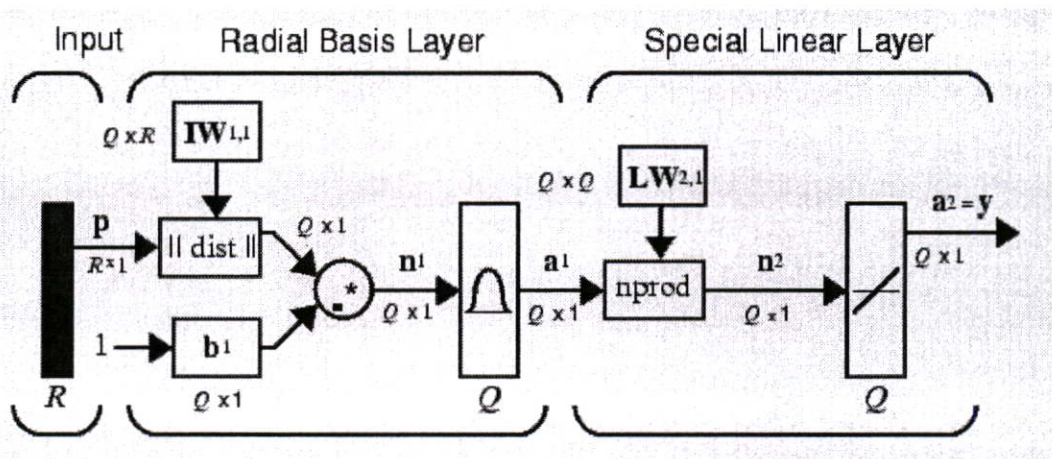 Input
Radial Basis Layer
Special Linear Layer
Q x R
IW1,1
Q x Q
LW2,1
p
R x 1
|| dist ||
Q x 1
.*
n1
Q x 1
a1
Q x 1
nprod
n2
Q x 1
a2 = y
Q x 1
1
b1
Q x 1
R
Q
Q